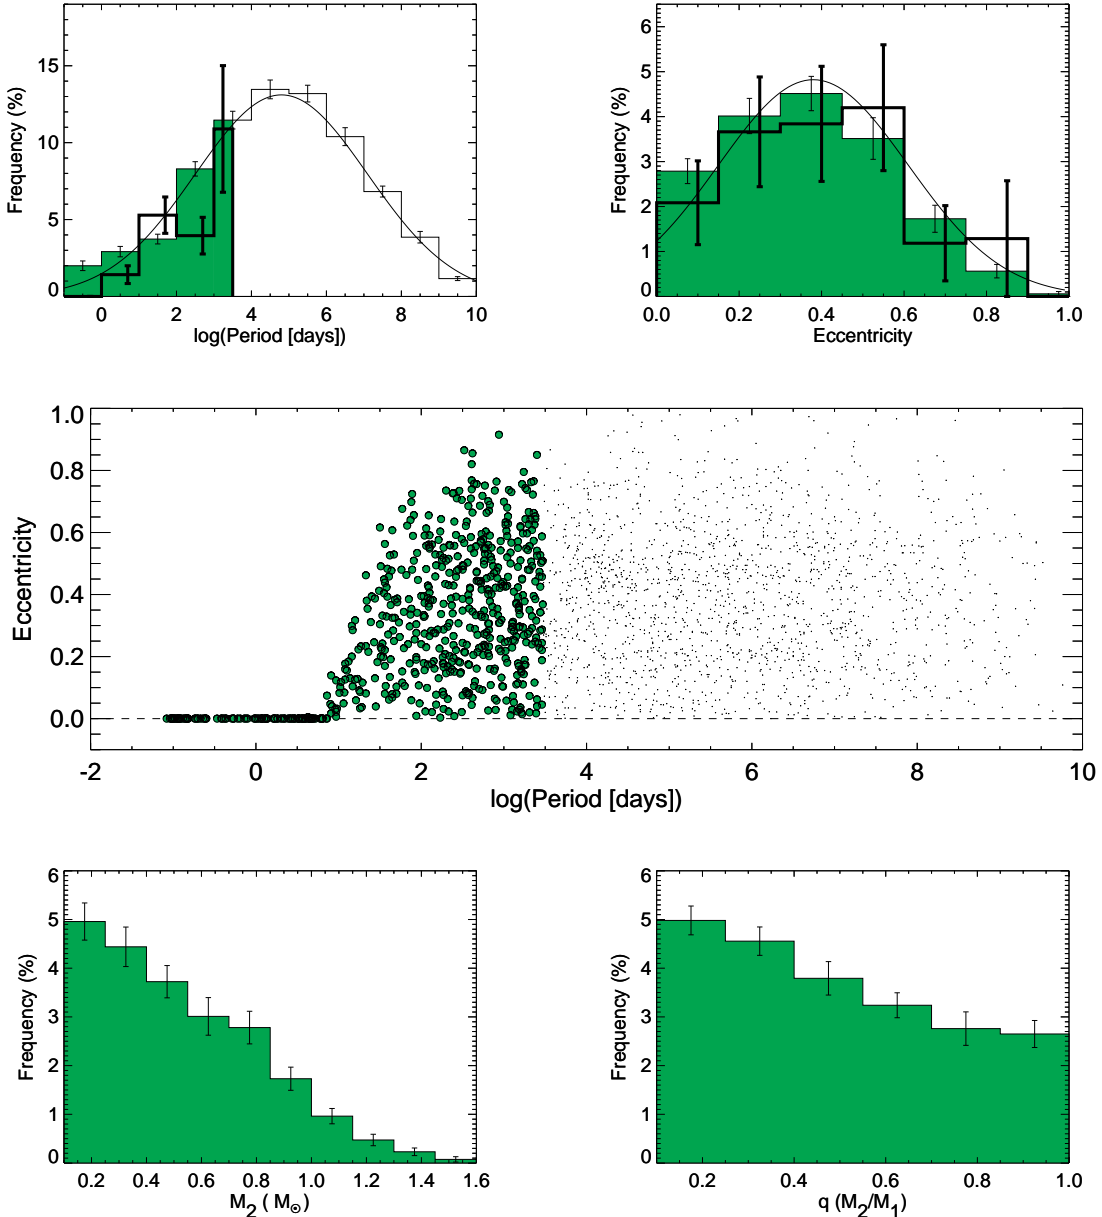 Frequency (%)
15
10
5
0
0 2 4 6 8 10
log(Period [days])
Frequency (%)
6
5
4
3
2
1
0
0.0 0.2 0.4 0.6 0.8 1.0
Eccentricity
Eccentricity
1.0
0.8
0.6
0.4
0.2
0.0
-2 0 2 4 6 8 10
log(Period [days])
Frequency (%)
6
5
4
3
2
1
0
0.2 0.4 0.6 0.8 1.0 1.2 1.4 1.6
M2 ( M⊙)
Frequency (%)
6
5
4
3
2
1
0
0.2 0.4 0.6 0.8 1.0
q (M2/M1)